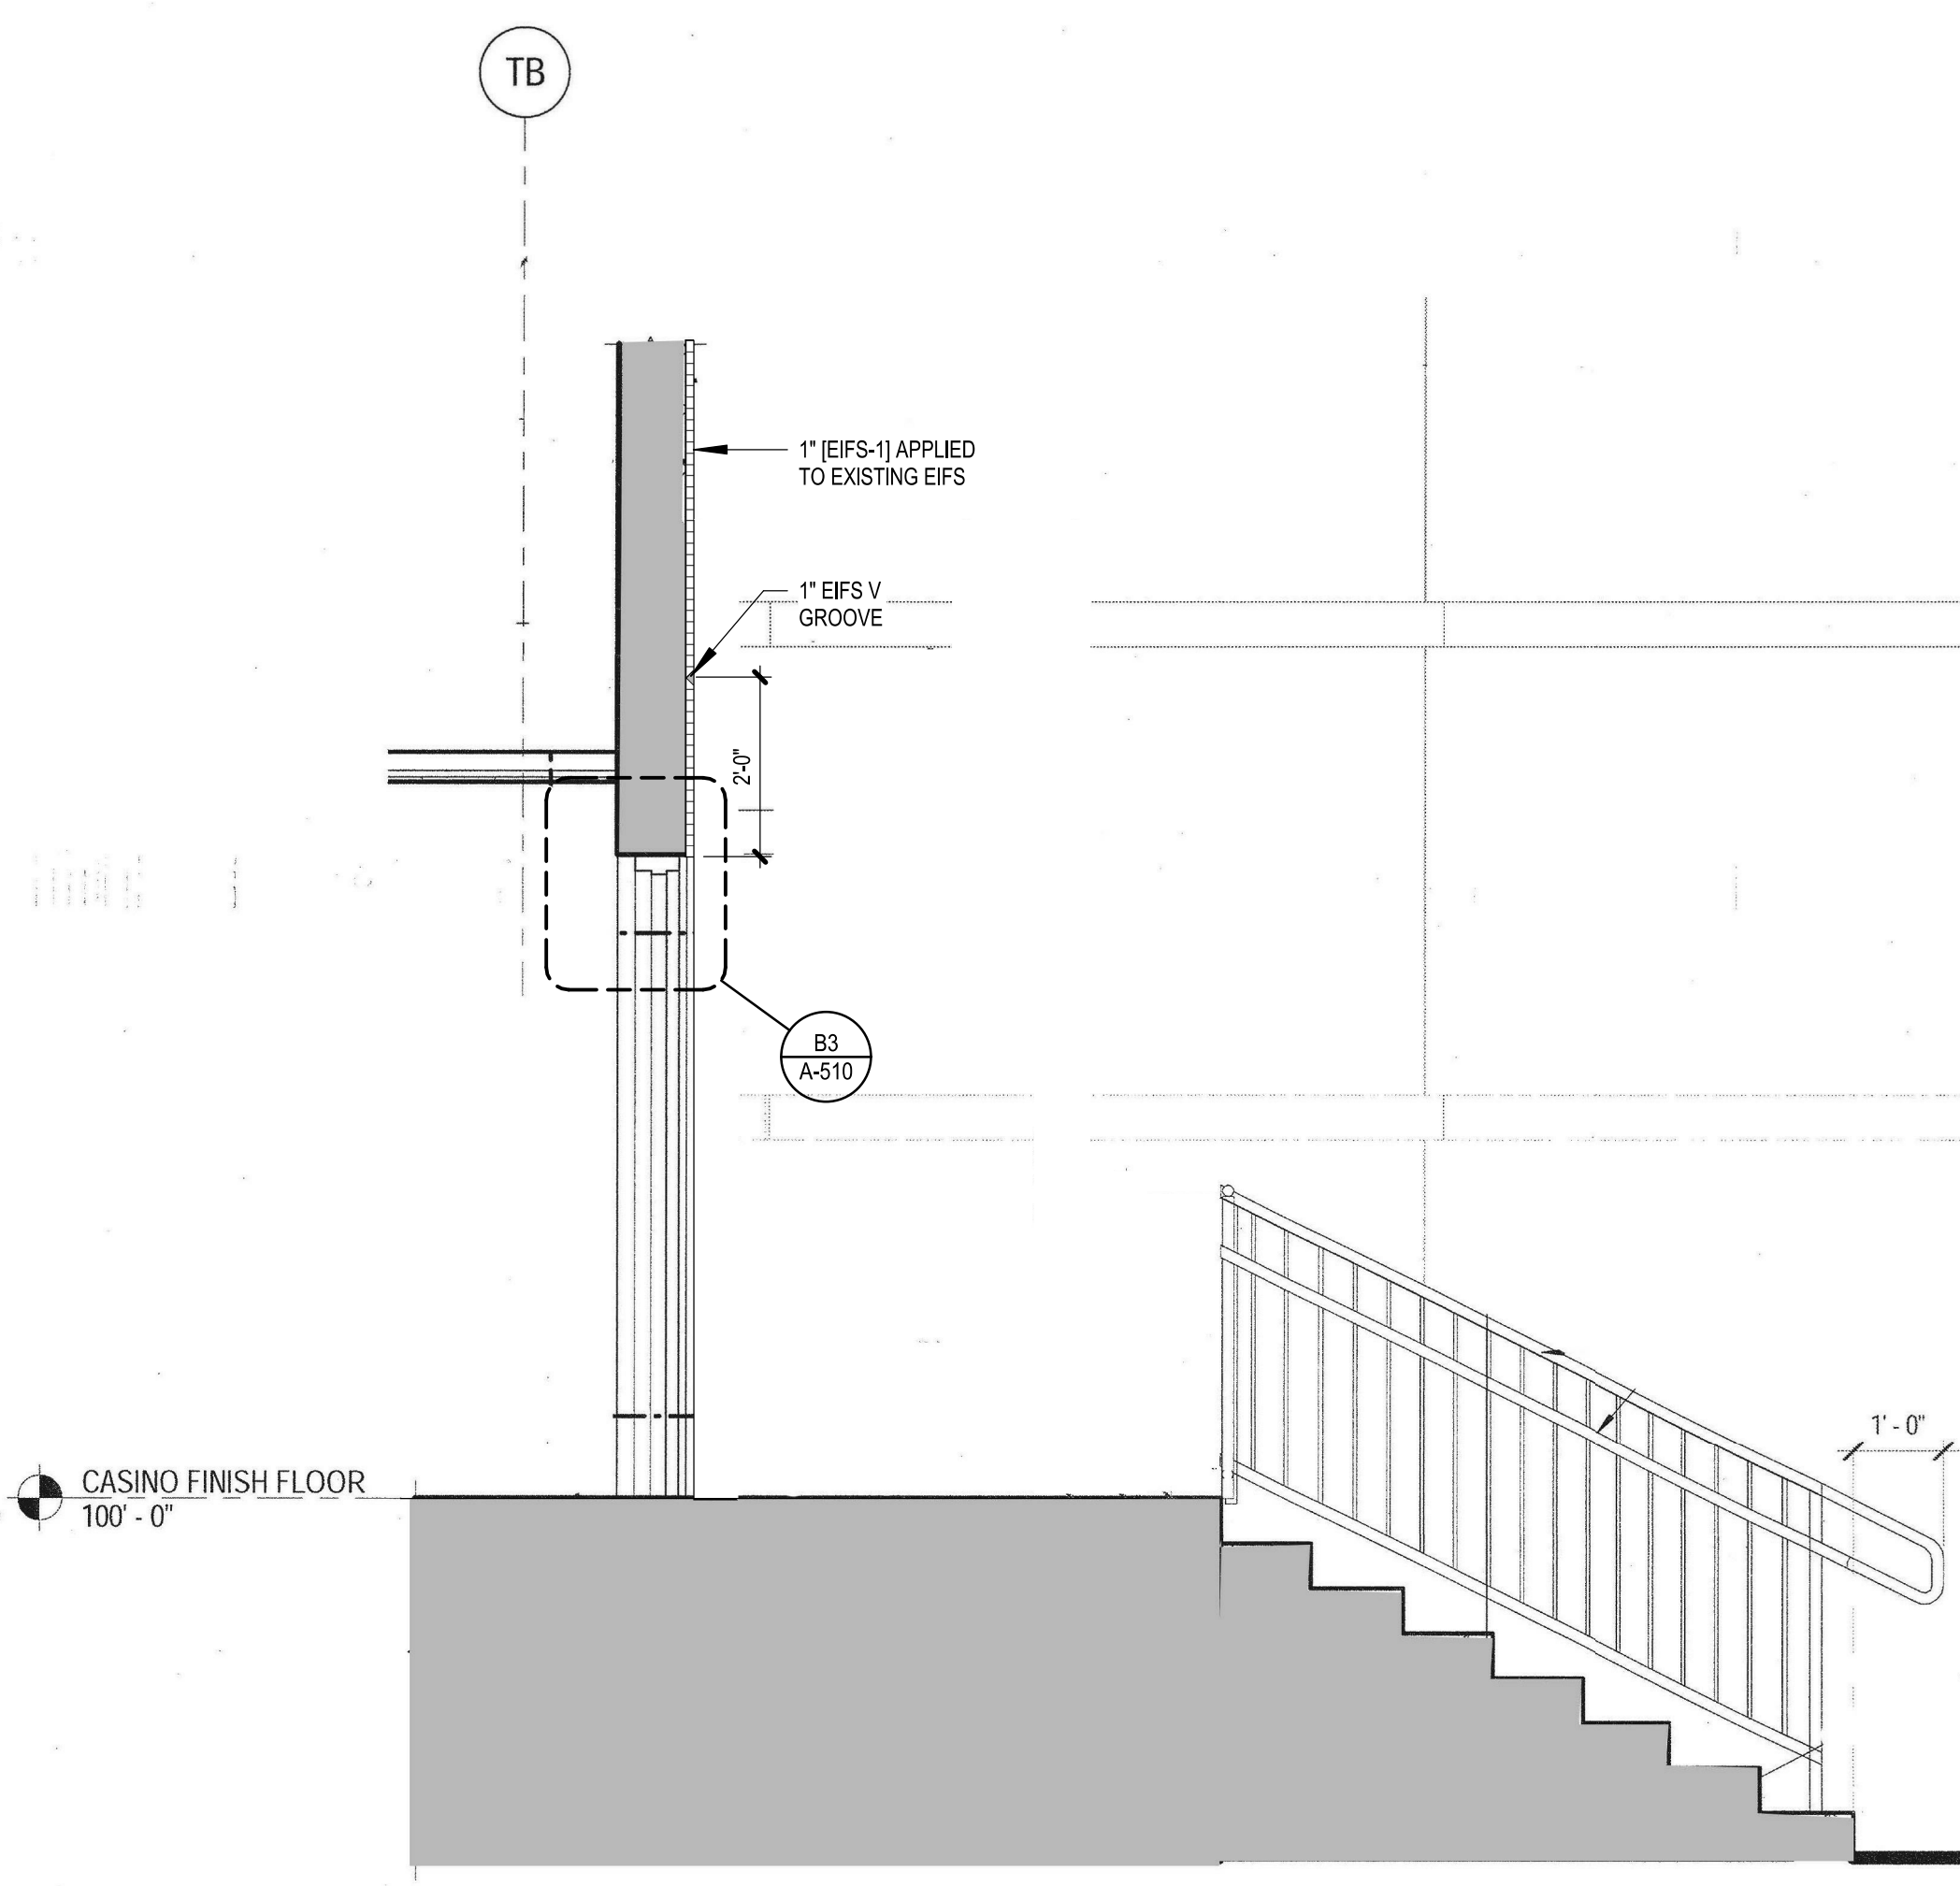 TB
1" [EIFS-1] APPLIED
TO EXISTING EIFS
1" EIFS V
GROOVE
2'-0"
B3
A-510
1' - 0"
CASINO FINISH FLOOR
100' - 0"